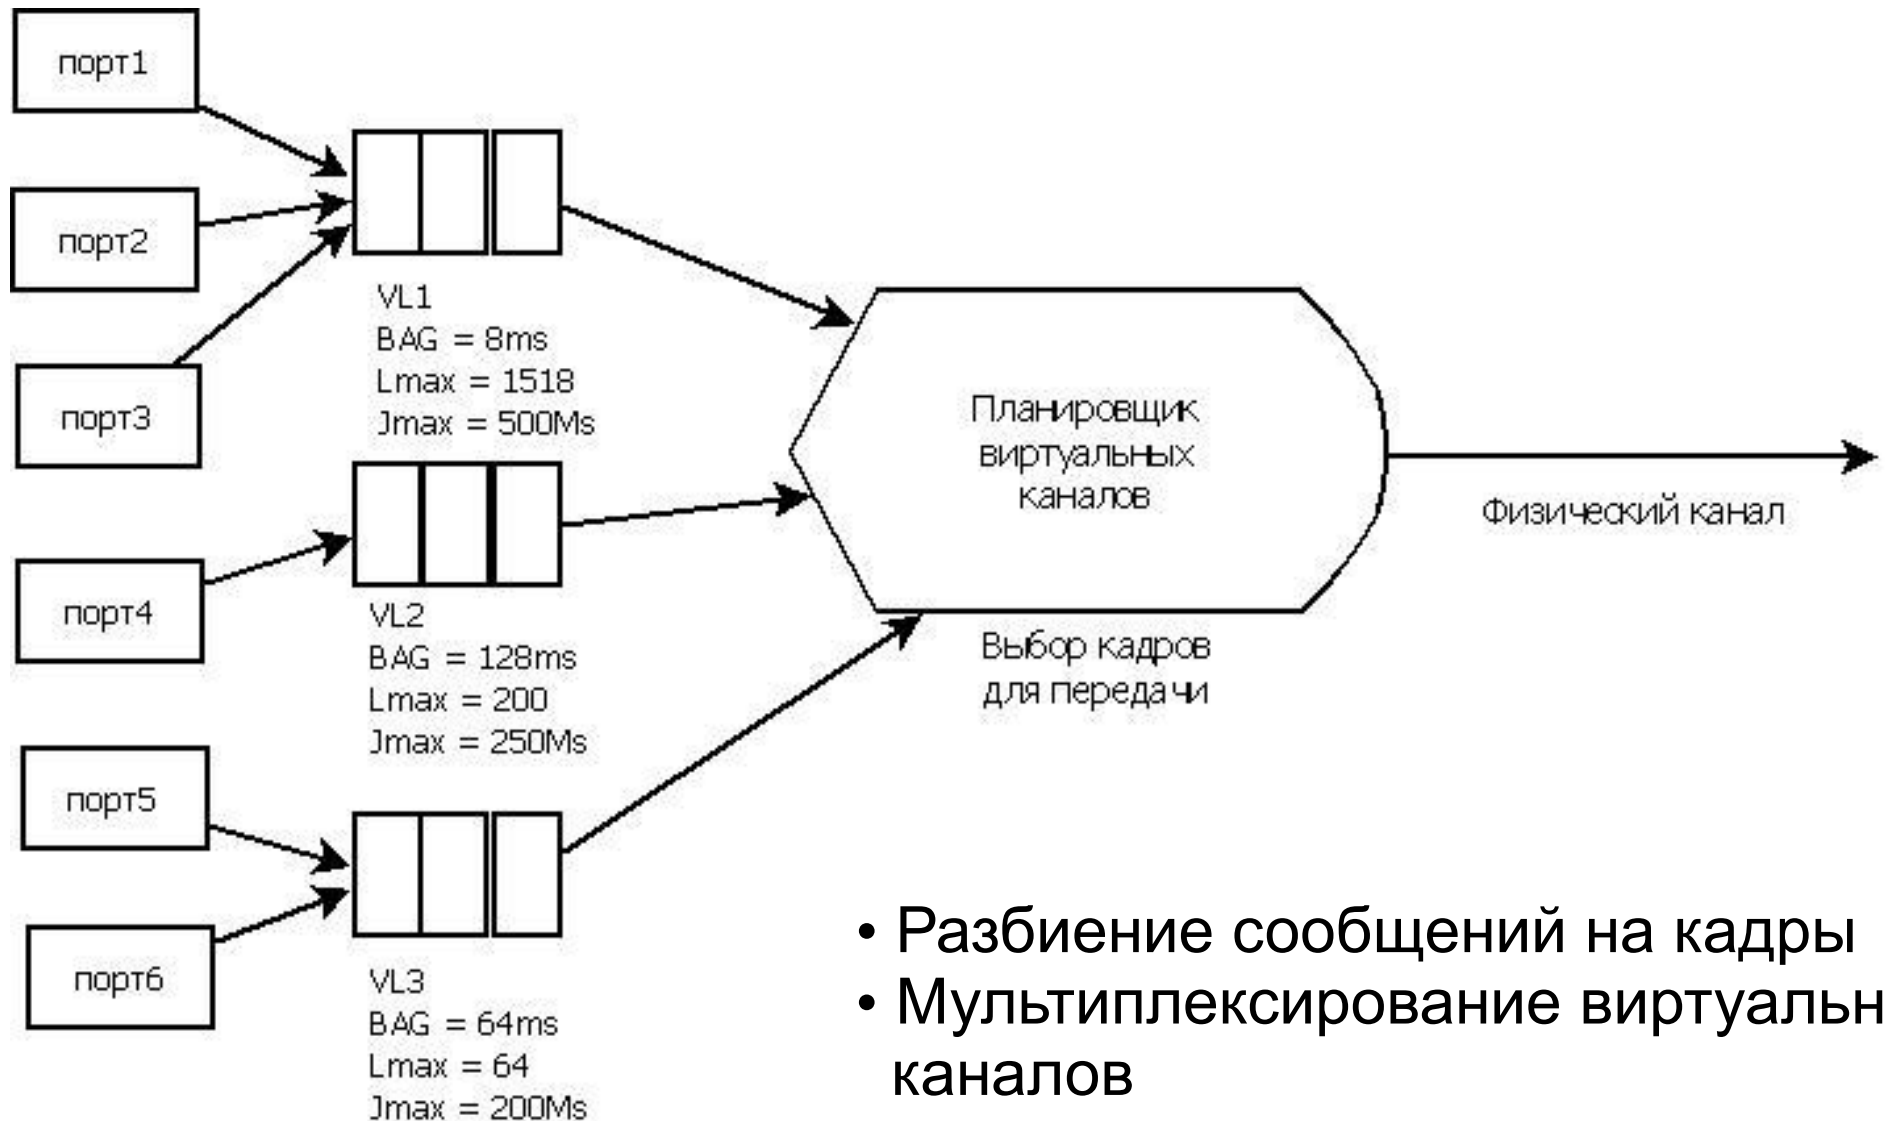 порт1
порт2
порт3
порт4
порт5
порт6
VL1
BAG = 8ms
Lmax = 1518
Jmax = 500Ms
VL2
BAG = 128ms
Lmax = 200
Jmax = 250Ms
VL3
BAG = 64ms
Lmax = 64
Jmax = 200Ms
Планировщик
виртуальных
каналов
Выбор кадров
для передачи
Физический канал
• Разбиение сообщений на кадры
• Мультиплексирование виртуальн
каналов